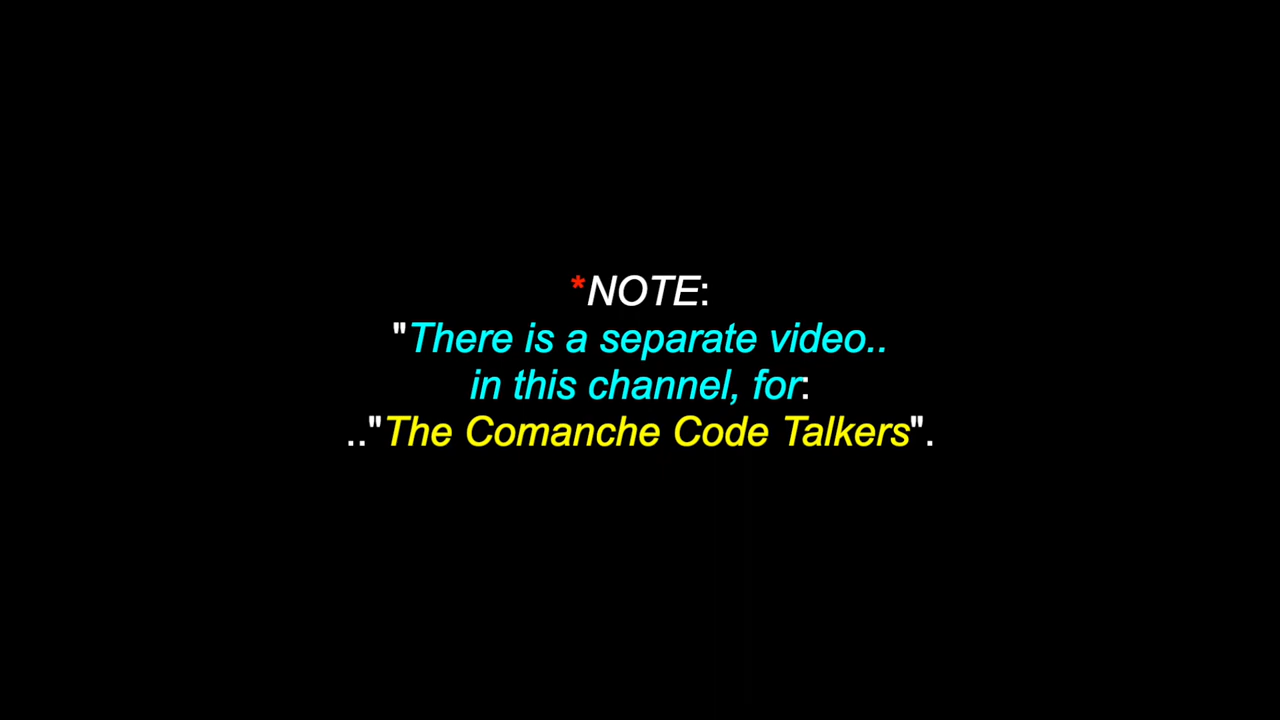 *NOTE:
"There is a separate video..
in this channel, for:
.."The Comanche Code Talkers".